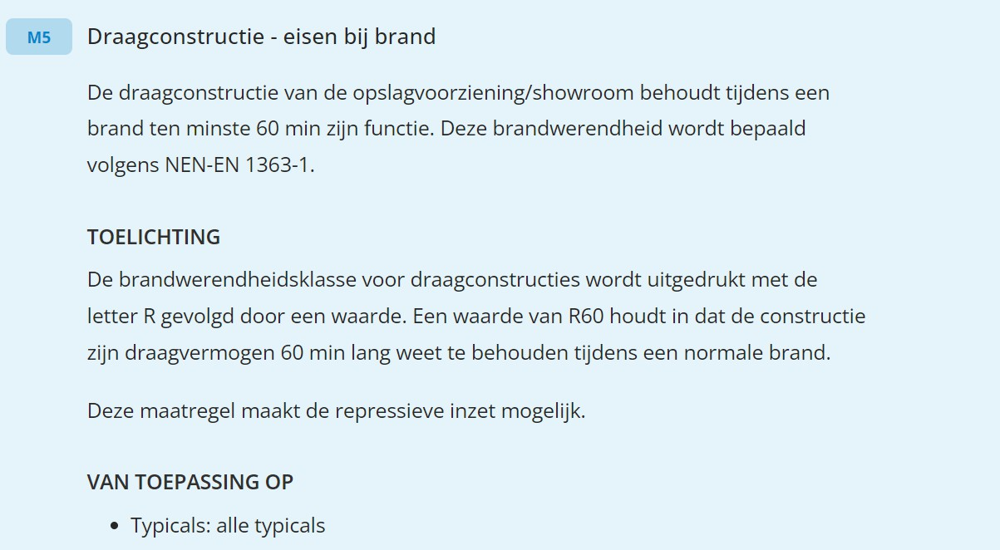 M5 Draagconstructie - eisen bij brand
De draagconstructie van de opslagvoorziening/showroom behoudt tijdens een
brand ten minste 60 min zijn functie. Deze brandwerendheid wordt bepaald
volgens NEN-EN 1363-1.
TOELICHTING
De brandwerendheidsklasse voor draagconstructies wordt uitgedrukt met de
letter R gevolgd door een waarde. Een waarde van R60 houdt in dat de constructie
zijn draagvermogen 60 min lang weet te behouden tijdens een normale brand.
Deze maatregel maakt de repressieve inzet mogelijk.
VAN TOEPASSING OP
• Typicals: alle typicals